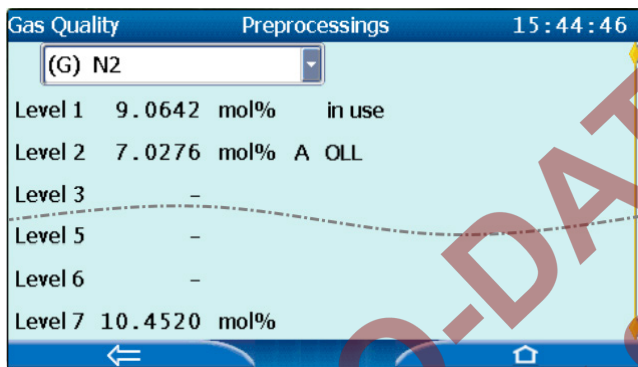 Gas Quality Preprocessings 15:44:46
(G) N2
Level 1 9.0642 mol% in use
Level 2 7.0276 mol% A OLL
Level 3 –
Level 5 –
Level 6 –
Level 7 10.4520 mol%
O-DAT